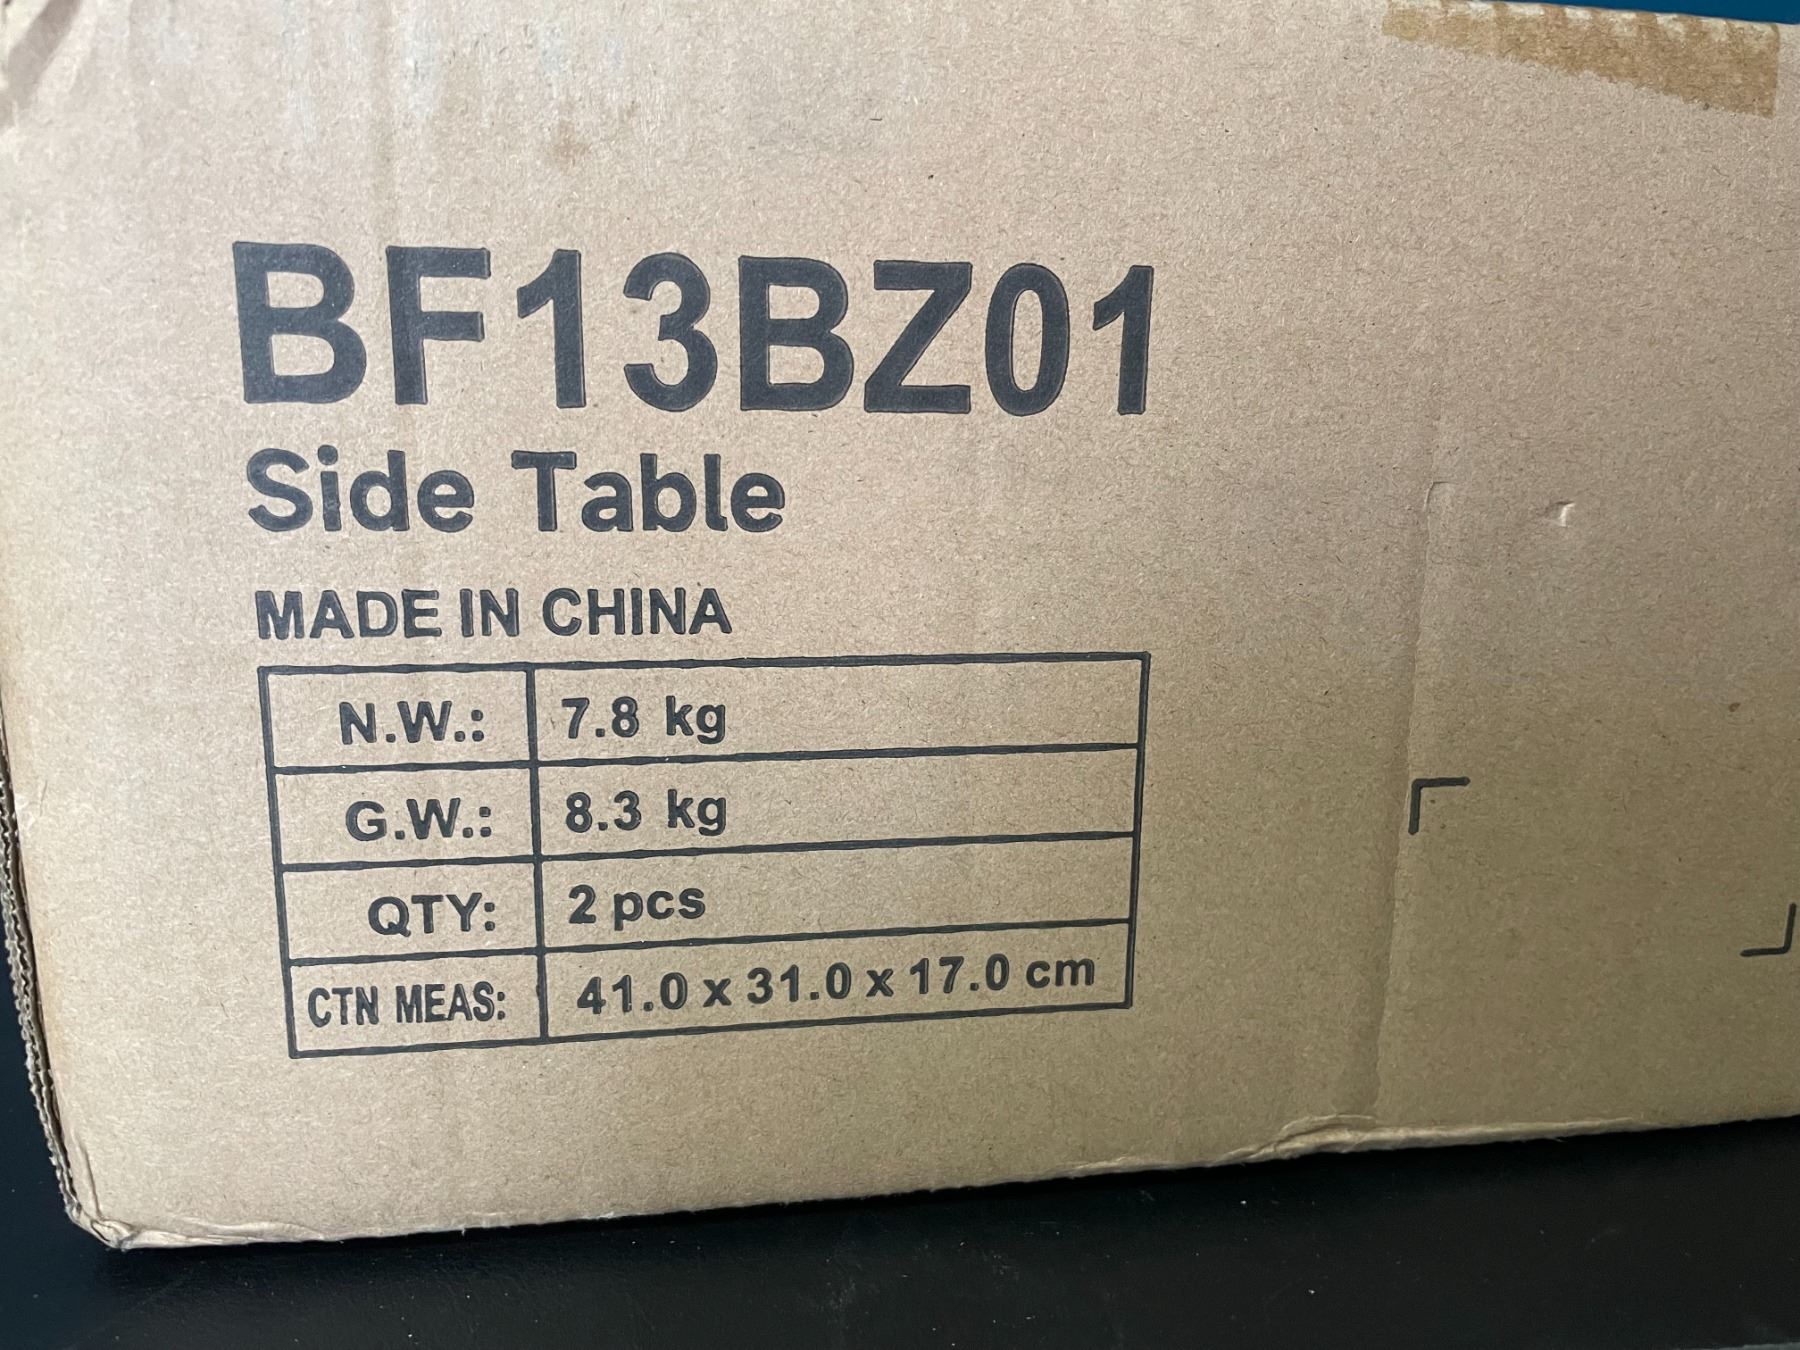 BF13BZ01
Side Table
MADE IN CHINA
N.W.: 7.8 kg
G.W.: 8.3 kg
QTY: 2 pcs
CTN MEAS: 41.0 x 31.0 x 17.0 cm